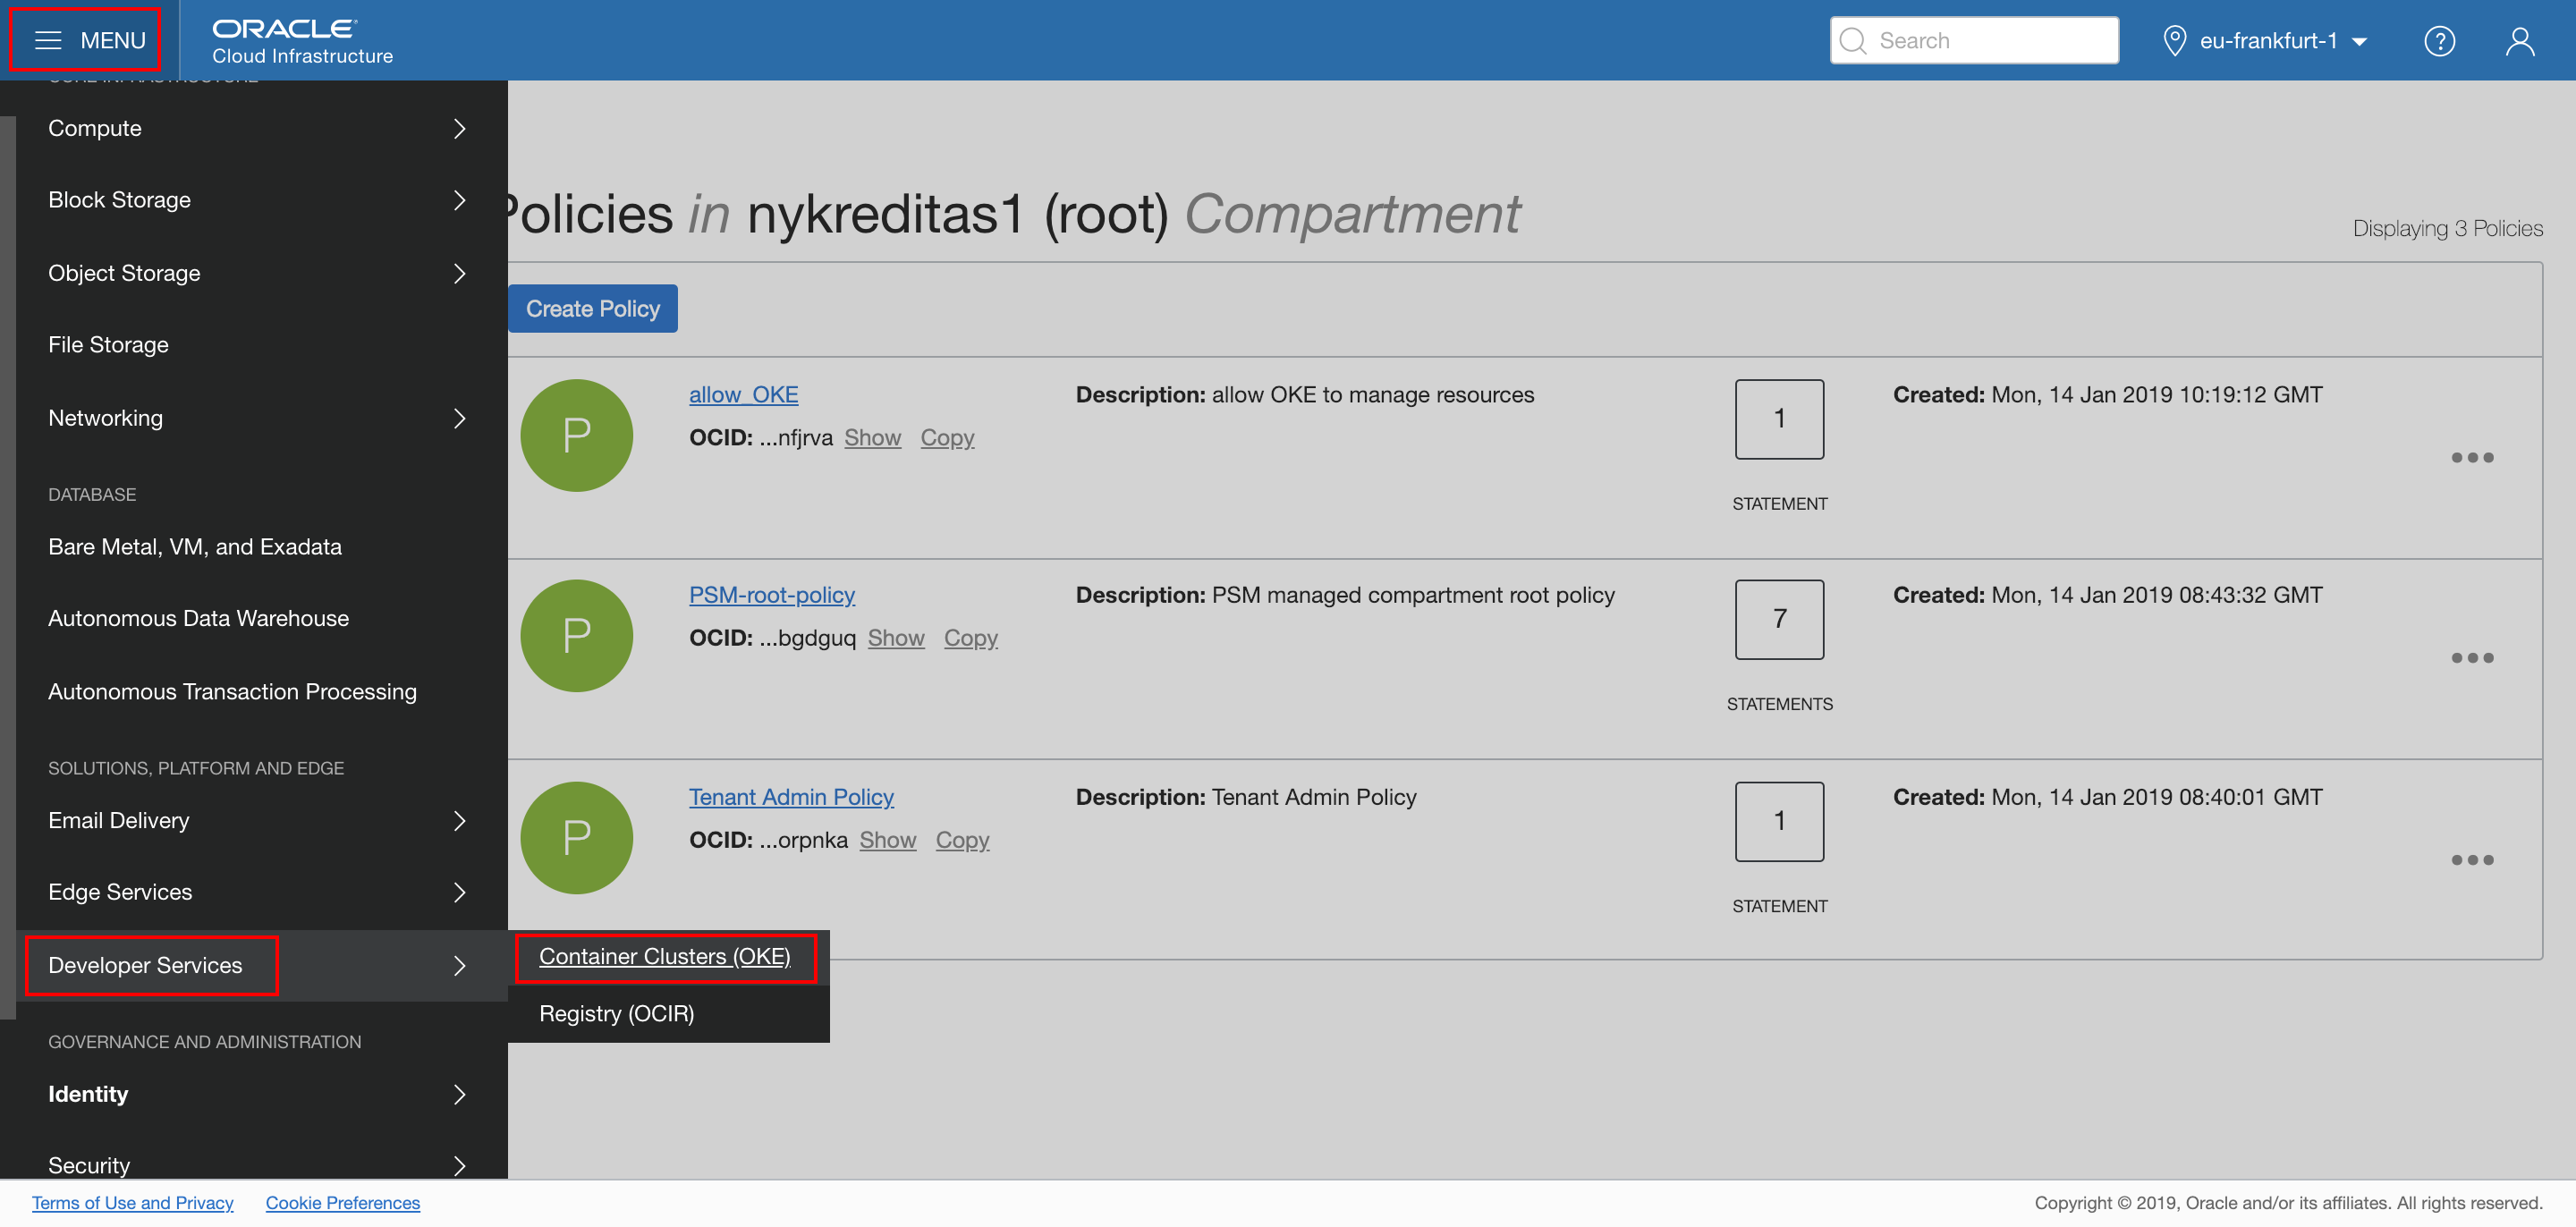 MENU
ORACLE
Cloud Infrastructure
Search
eu-frankfurt-1
?
CORE INFRASTRUCTURE
Compute
Block Storage
Object Storage
File Storage
Networking
DATABASE
Bare Metal, VM, and Exadata
Autonomous Data Warehouse
Autonomous Transaction Processing
SOLUTIONS, PLATFORM AND EDGE
Email Delivery
Edge Services
Developer Services
Container Clusters (OKE)
Registry (OCIR)
GOVERNANCE AND ADMINISTRATION
Identity
Security
Policies in nykreditas1 (root) Compartment
Displaying 3 Policies
Create Policy
P
allow_OKE
OCID: ...nfjrva Show Copy
Description: allow OKE to manage resources
1
STATEMENT
Created: Mon, 14 Jan 2019 10:19:12 GMT
P
PSM-root-policy
OCID: ...bgdguq Show Copy
Description: PSM managed compartment root policy
7
STATEMENTS
Created: Mon, 14 Jan 2019 08:43:32 GMT
P
Tenant Admin Policy
OCID: ...orpnka Show Copy
Description: Tenant Admin Policy
1
STATEMENT
Created: Mon, 14 Jan 2019 08:40:01 GMT
Terms of Use and Privacy Cookie Preferences
Copyright © 2019, Oracle and/or its affiliates. All rights reserved.